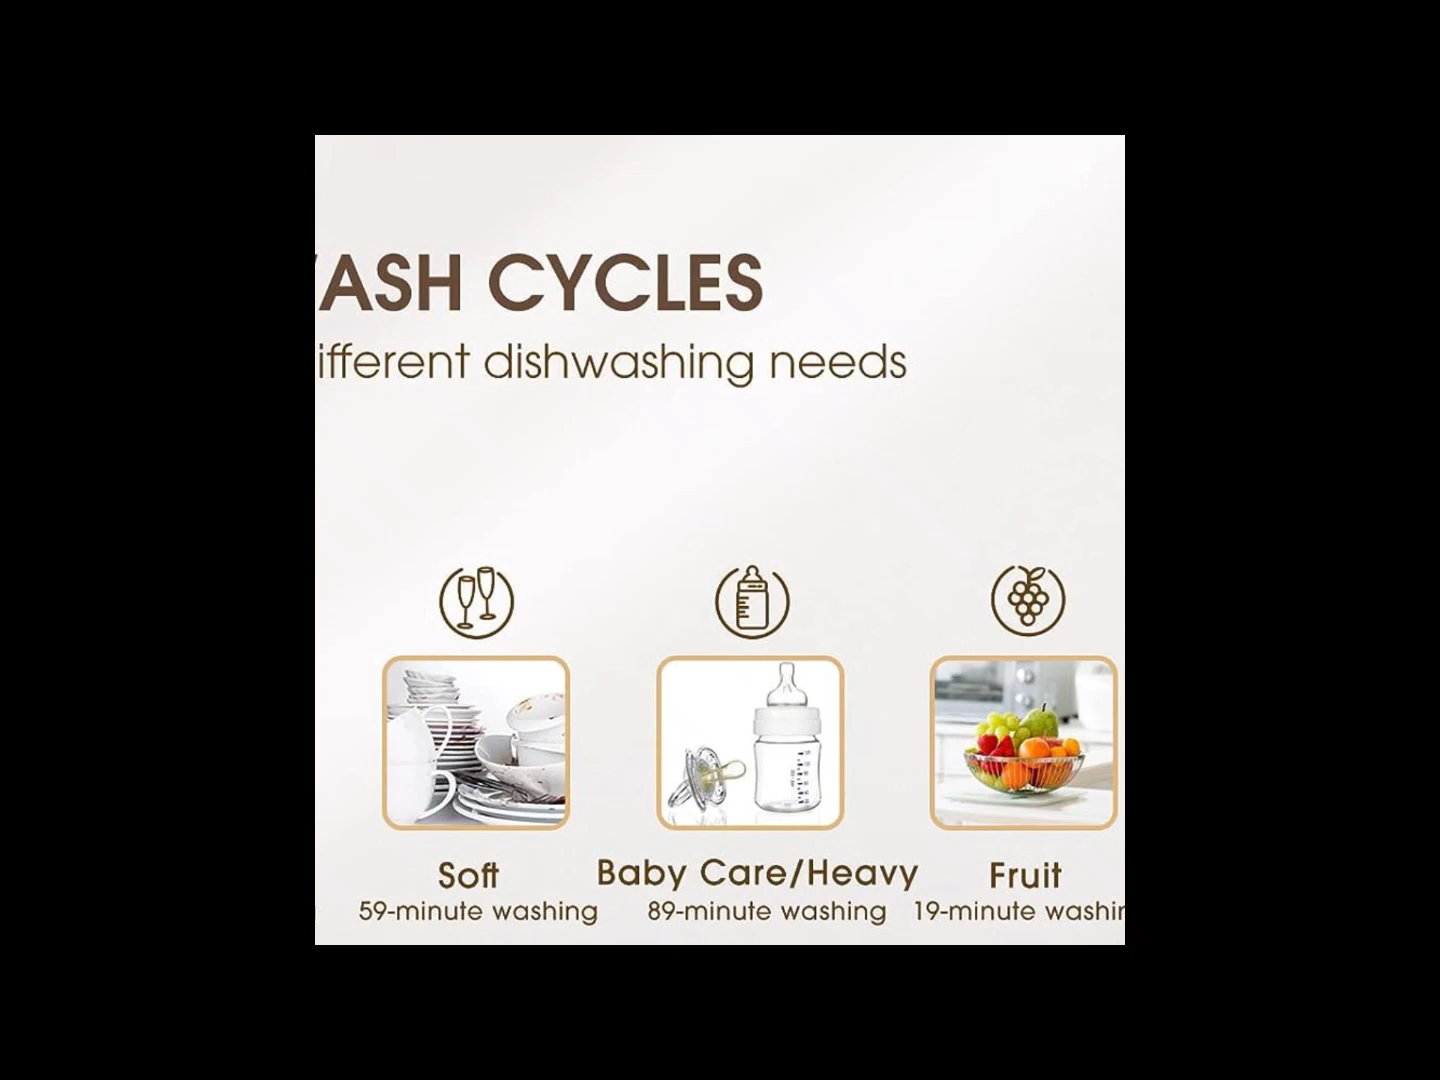 ASH CYCLES
ifferent dishwashing needs
Soft
Baby Care/Heavy
Fruit
59-minute washing
89-minute washing
19-minute washin